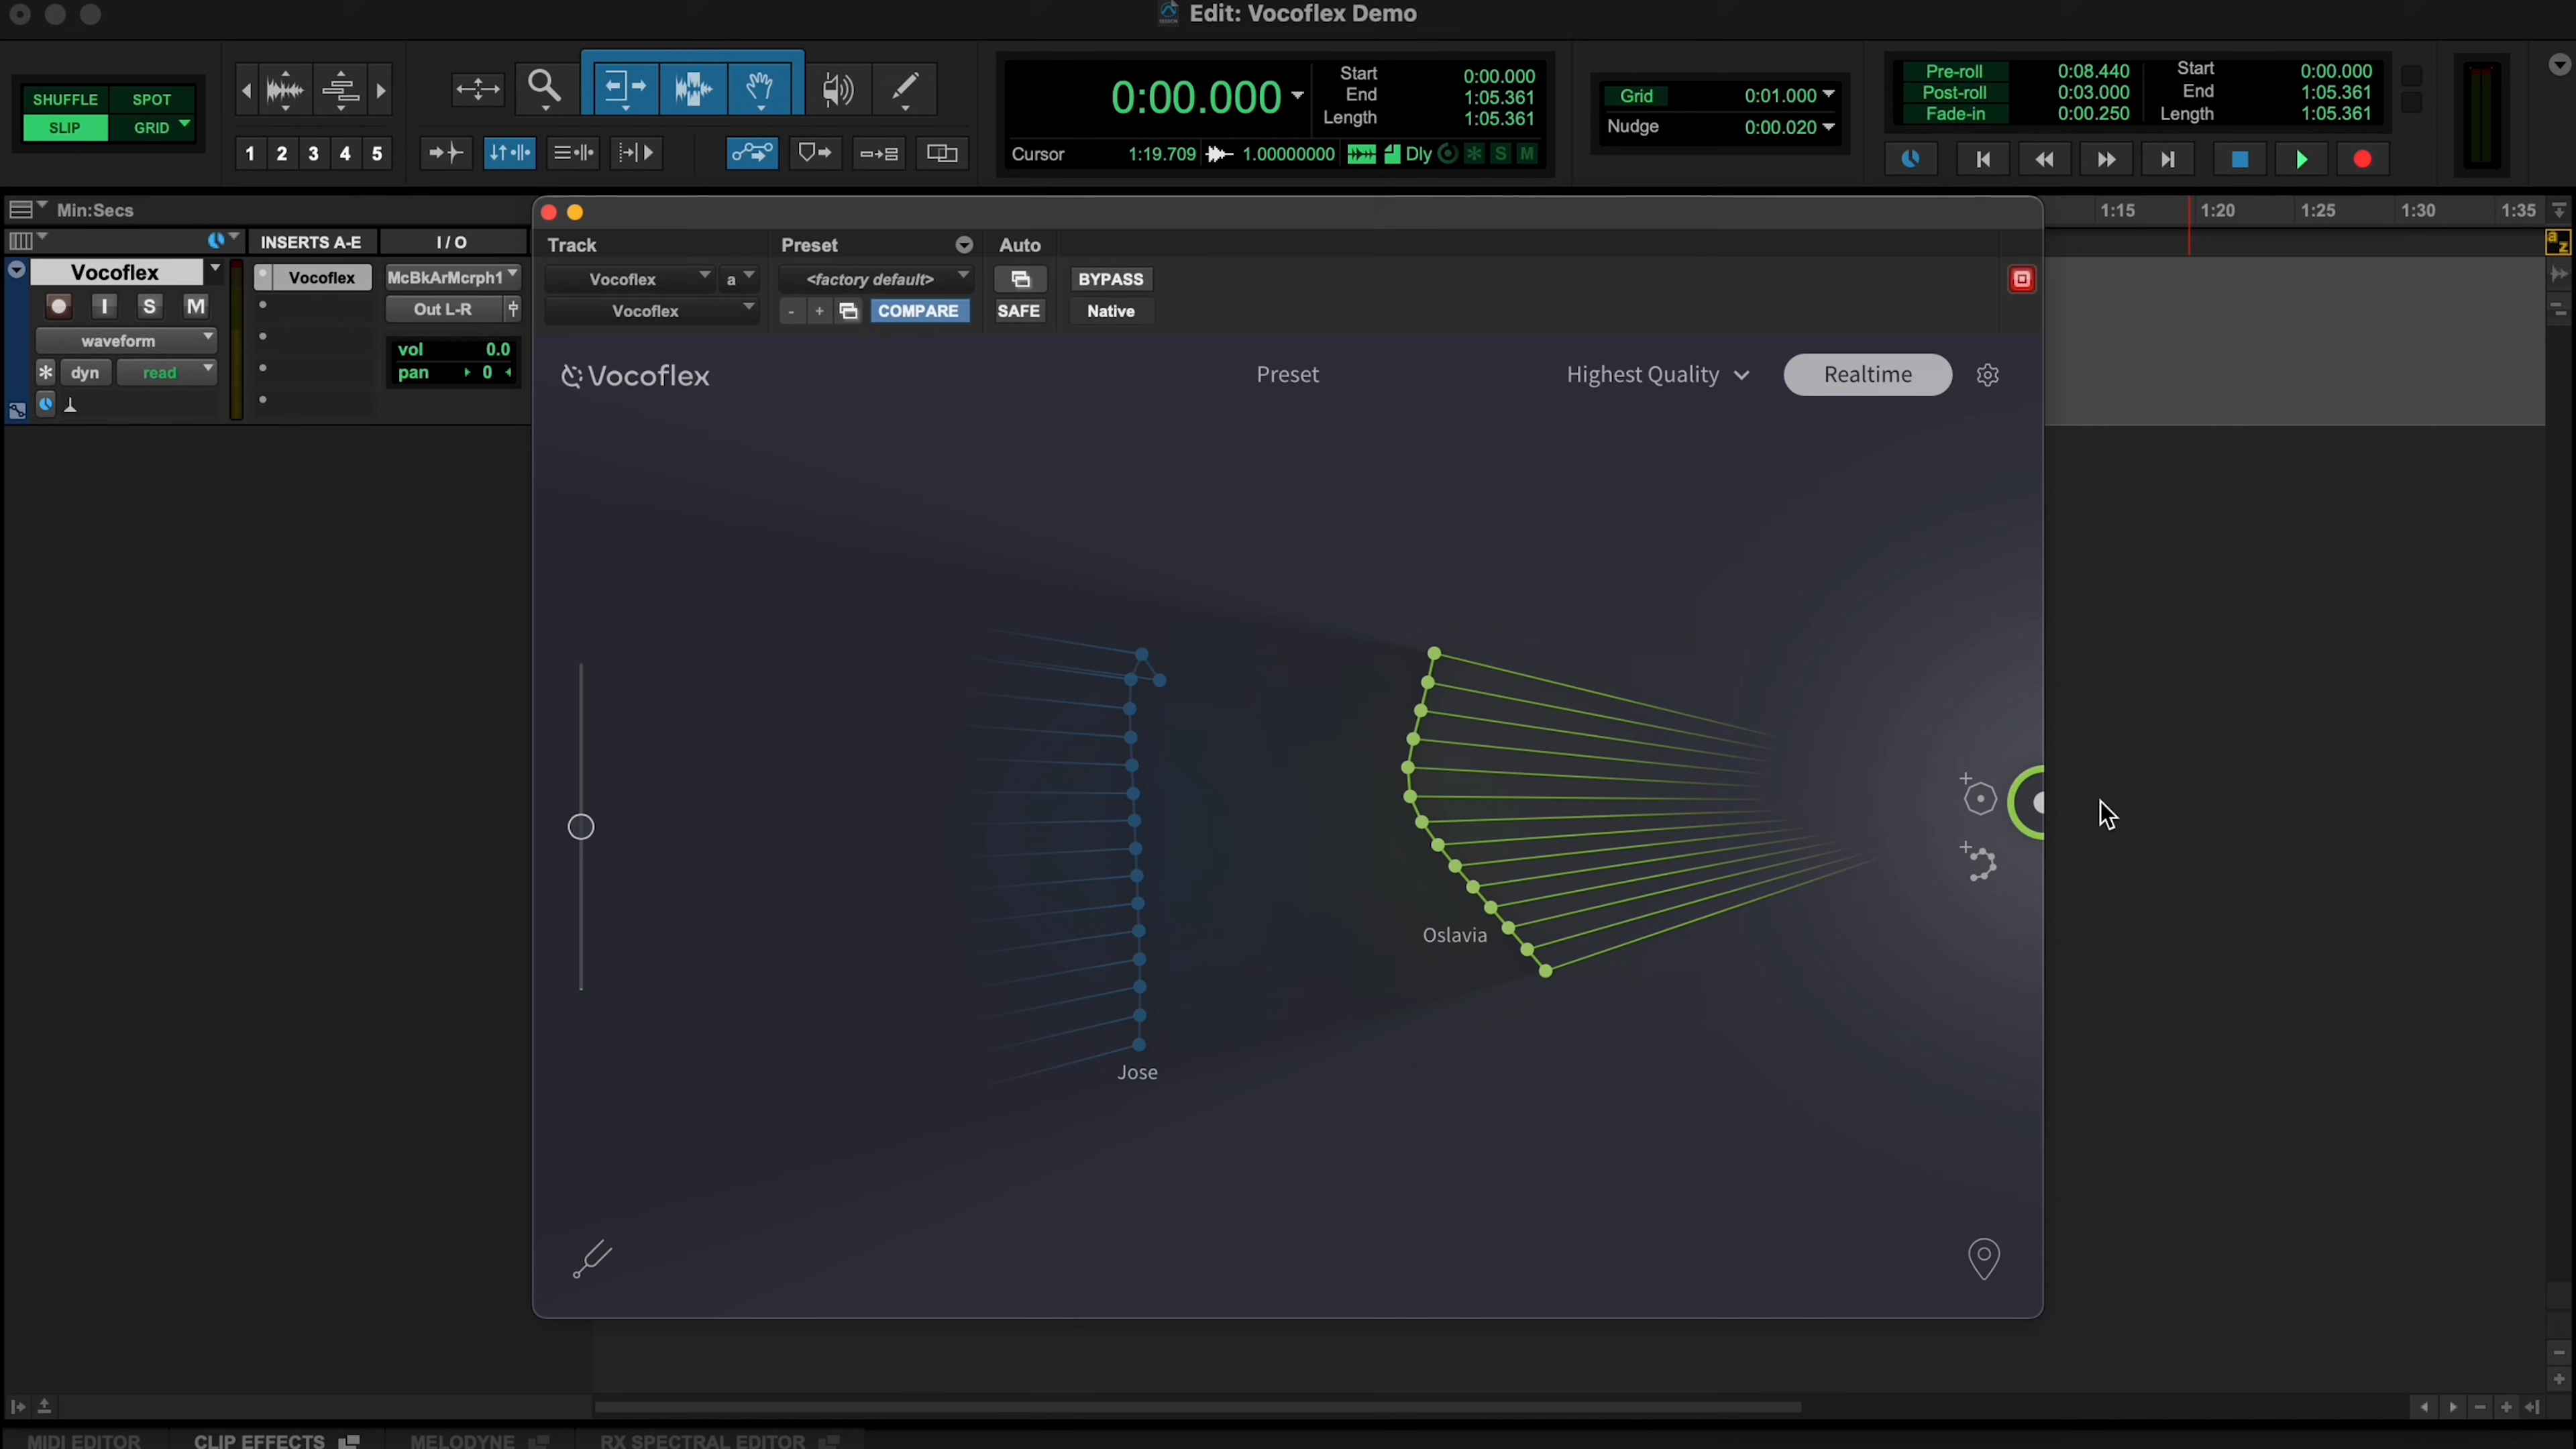 Edit: Vocoflex Demo
SHUFFLE SPOT
SLIP GRID
1 2 3 4 5
0:00.000
Start 0:00.000
End 1:05.361
Length 1:05.361
Cursor 1:19.709 1.00000000 Dly S M
Grid 0:01.000
Nudge 0:00.020
Pre-roll 0:08.440
Post-roll 0:03.000
Fade-in 0:00.250
Start 0:00.000
End 1:05.361
Length 1:05.361
Min:Secs
1:15 1:20 1:25 1:30 1:35
INSERTS A-E I / O
a z
Vocoflex
I S M
waveform
dyn read
Vocoflex
McBkArMcrph1
Out L-R
vol 0.0
pan 0
Track Preset Auto
Vocoflex a <factory default> BYPASS
Vocoflex - + COMPARE SAFE Native
Vocoflex
Preset
Highest Quality
Realtime
Oslavia
Jose
MIDI EDITOR CLIP EFFECTS MELODYNE RX SPECTRAL EDITOR